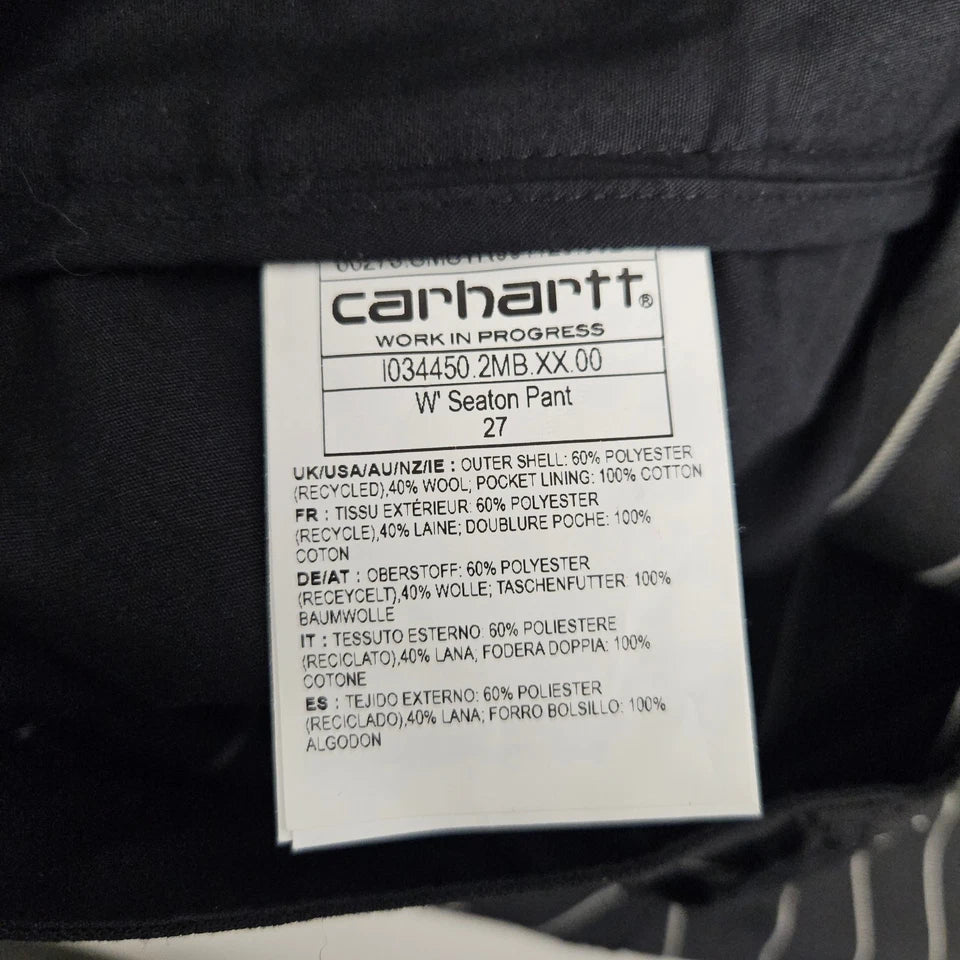 carhartt®
WORK IN PROGRESS
I034450.2MB.XX.00
W' Seaton Pant
27
UK/USA/AU/NZ/IE : OUTER SHELL: 60% POLYESTER
(RECYCLED),40% WOOL; POCKET LINING: 100% COTTON
FR : TISSU EXTÉRIEUR: 60% POLYESTER
(RECYCLE),40% LAINE; DOUBLURE POCHE: 100%
COTON
DE/AT : OBERSTOFF: 60% POLYESTER
(RECEYCELT),40% WOLLE; TASCHENFUTTER: 100%
BAUMWOLLE
IT : TESSUTO ESTERNO: 60% POLIESTERE
(RICICLATO),40% LANA; FODERA DOPPIA: 100%
COTONE
ES : TEJIDO EXTERNO: 60% POLIESTER
(RECICLADO),40% LANA; FORRO BOLSILLO: 100%
ALGODON